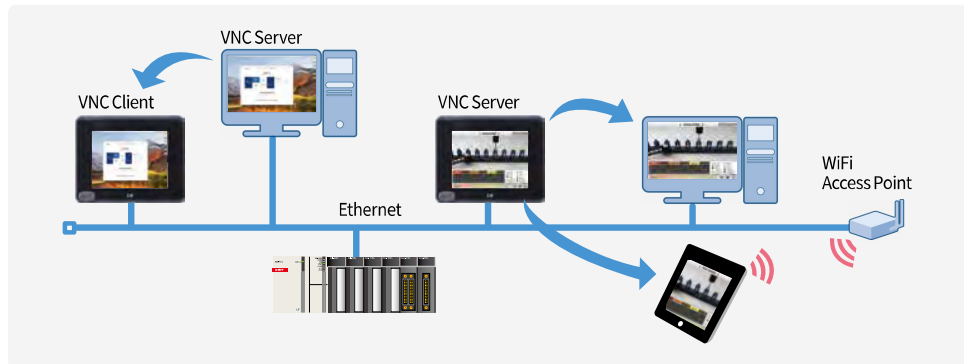 VNC Server
VNC Client
VNC Server
WiFi
Access Point
Ethernet